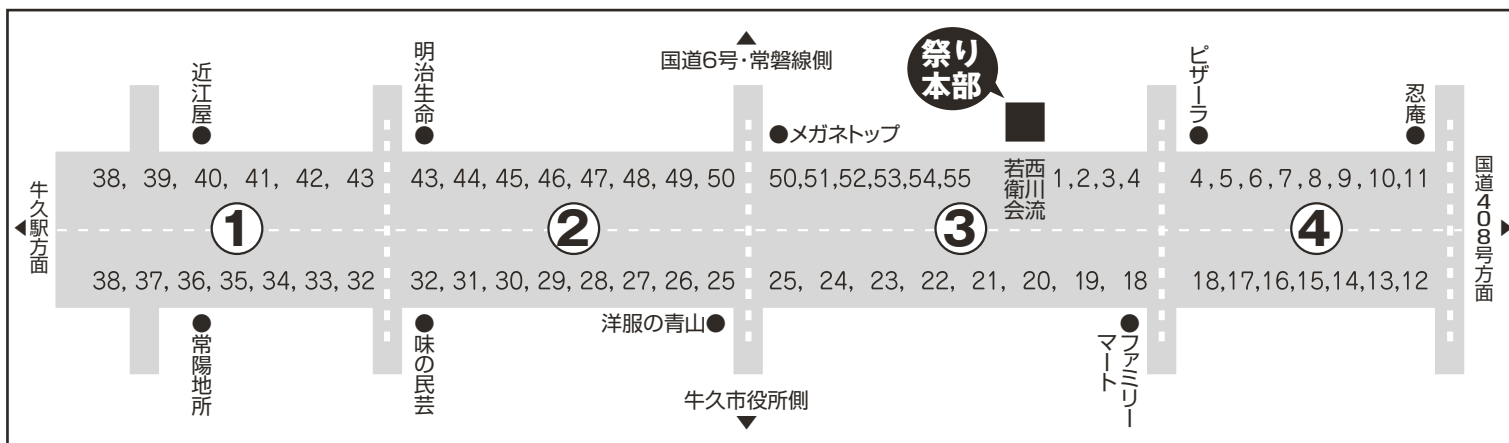 国道6号・常磐線側
祭り
本部
近江屋
明治生命
メガネトップ
ピザーラ
忍庵
牛久駅方面
38, 39, 40, 41, 42, 43
43, 44, 45, 46, 47, 48, 49, 50
50,51,52,53,54,55
西川流
若衛会
1,2,3,4
4, 5, 6, 7, 8, 9, 10, 11
国道408号方面
①
②
③
④
38, 37, 36, 35, 34, 33, 32
32, 31, 30, 29, 28, 27, 26, 25
25, 24, 23, 22, 21, 20, 19, 18
18,17,16,15,14,13,12
常陽地所
味の民芸
洋服の青山
ファミリー
マート
牛久市役所側